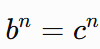 bⁿ = cⁿ